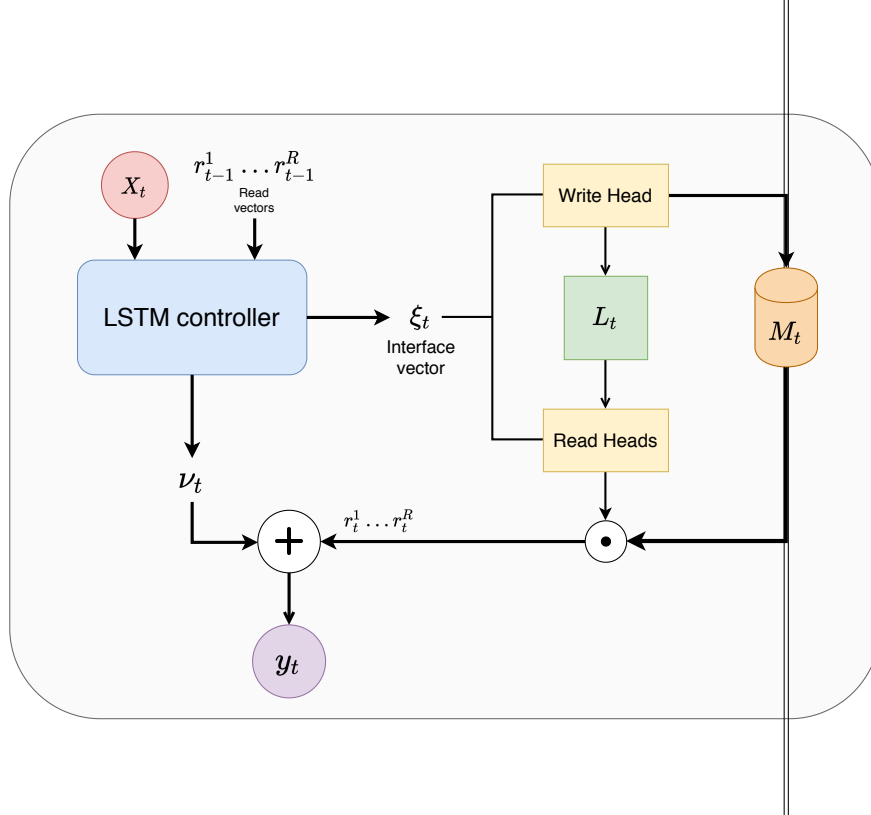 X_t
r^1_{t-1} … r^R_{t-1}
Read
vectors
LSTM controller
ξ_t
Interface
vector
Write Head
L_t
M_t
Read Heads
ν_t
r^1_t … r^R_t
+
y_t